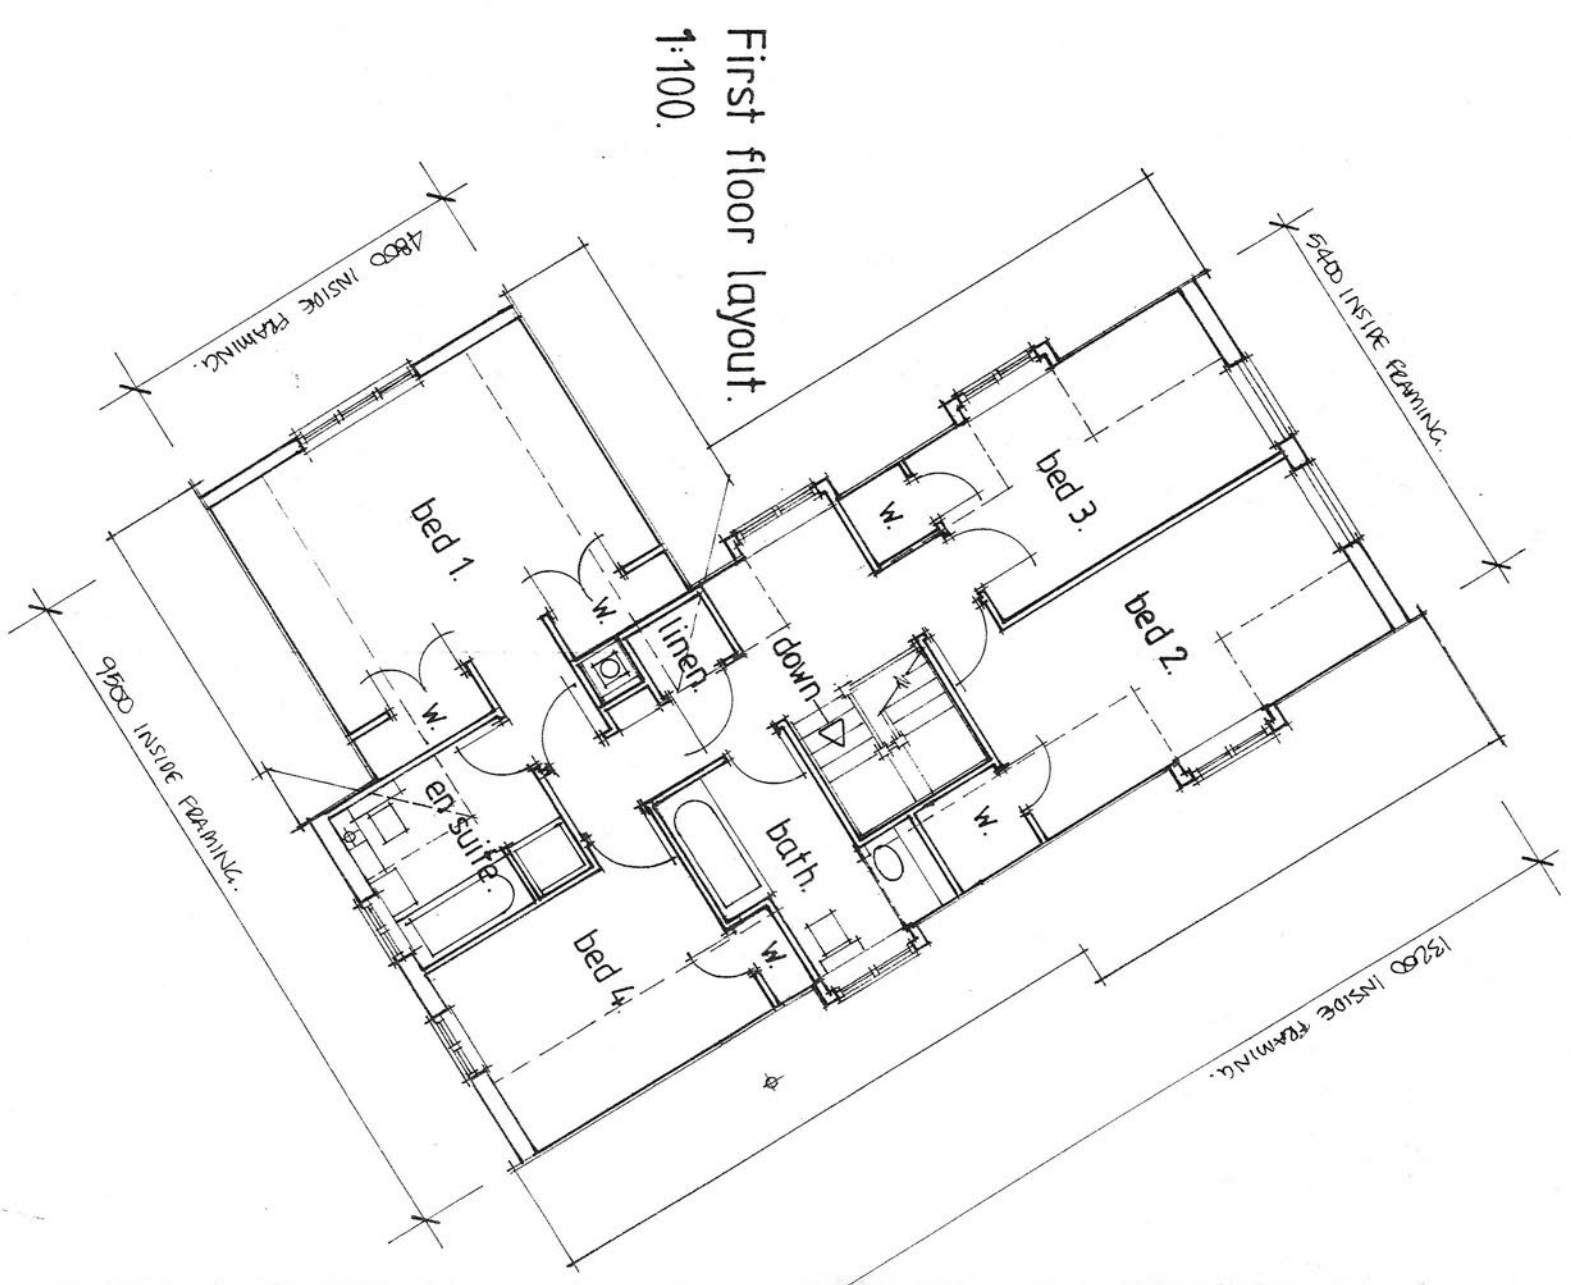 First floor layout.
1:100.
4800 INSIDE FRAMING.
5400 INSIDE FRAMING.
9500 INSIDE FRAMING.
13200 INSIDE FRAMING.
bed 3.
w.
bed 2.
w.
down
linen.
w.
bed 1.
w.
en suite.
bath.
w.
bed 4.